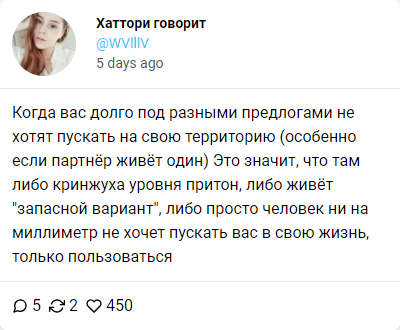 Хаттори говорит
@WVlllV
5 days ago
Когда вас долго под разными предлогами не
хотят пускать на свою территорию (особенно
если партнёр живёт один) Это значит, что там
либо кринжуха уровня притон, либо живёт
"запасной вариант", либо просто человек ни на
миллиметр не хочет пускать вас в свою жизнь,
только пользоваться
5 2 450